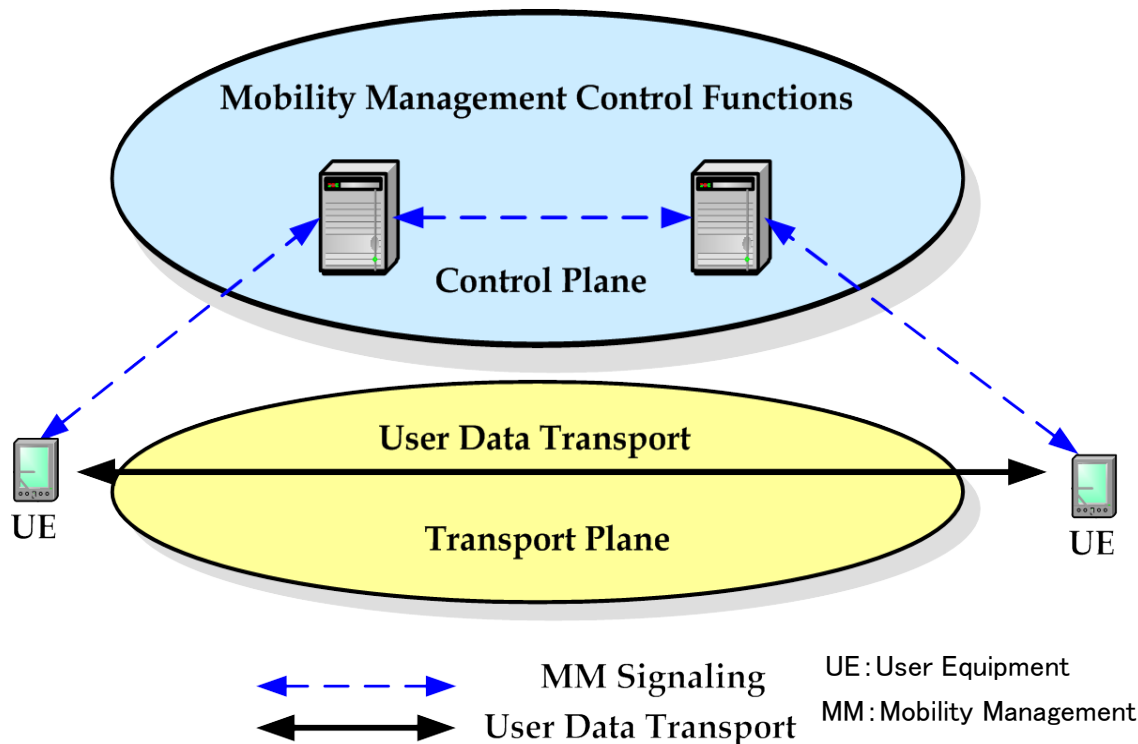 Mobility Management Control Functions
Control Plane
User Data Transport
Transport Plane
UE
UE
MM Signaling
User Data Transport
UE:User Equipment
MM:Mobility Management